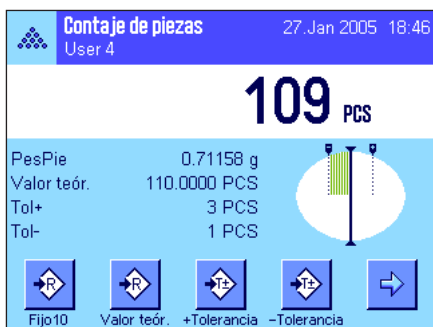 Contaje de piezas 27.Jan 2005 18:46
User 4
109 PCS
PesPie 0.71158 g
Valor teór. 110.0000 PCS
Tol+ 3 PCS
Tol- 1 PCS
R R T± T±
Fijo10 Valor teór. +Tolerancia -Tolerancia